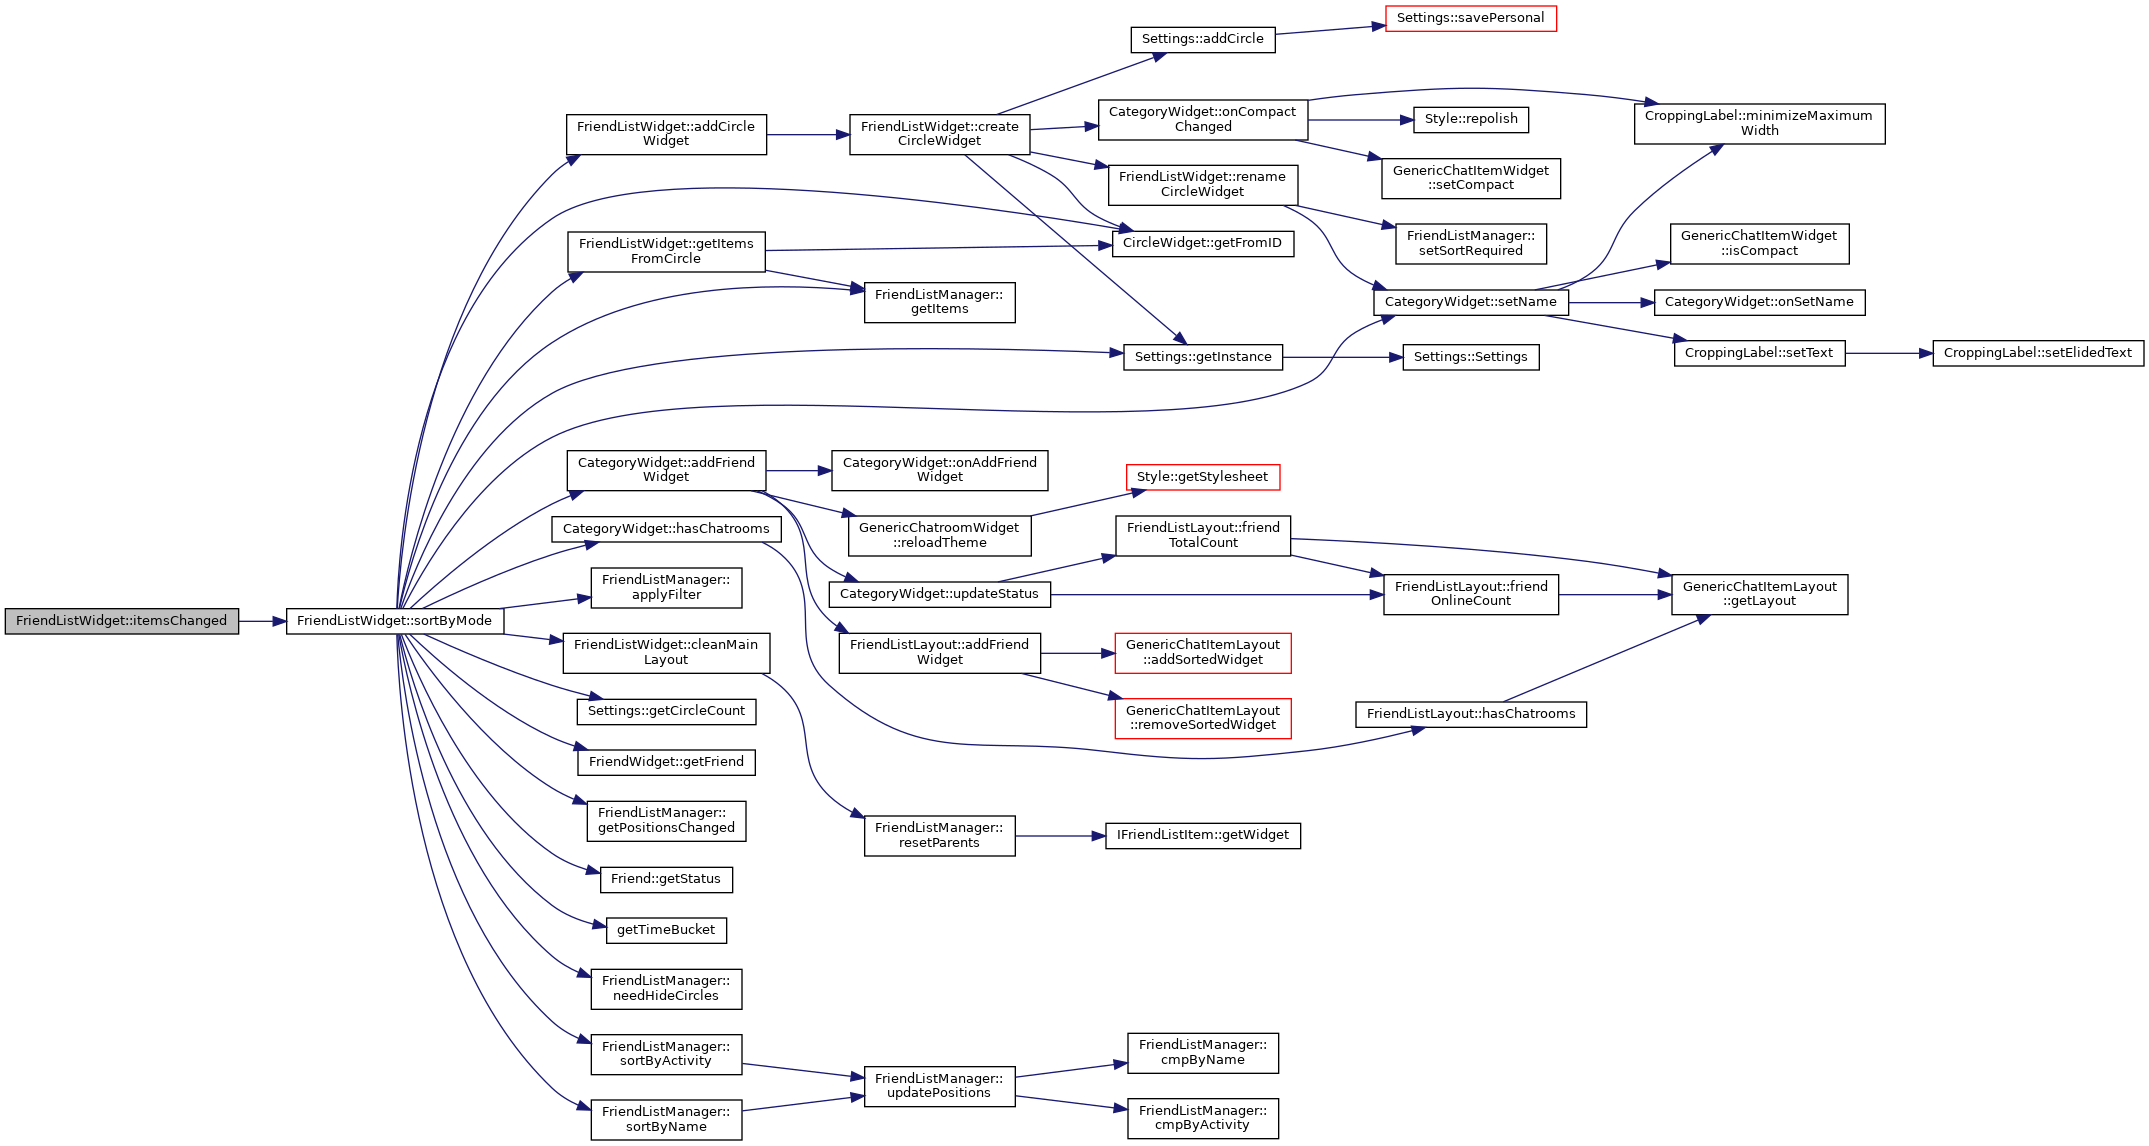 Settings::savePersonal
Settings::addCircle
FriendListWidget::addCircle
Widget
FriendListWidget::create
CircleWidget
CategoryWidget::onCompact
Changed
CroppingLabel::minimizeMaximum
Width
Style::repolish
GenericChatItemWidget
::setCompact
FriendListWidget::rename
CircleWidget
FriendListWidget::getItems
FromCircle
CircleWidget::getFromID
FriendListManager::
setSortRequired
GenericChatItemWidget
::isCompact
FriendListManager::
getItems
CategoryWidget::setName
CategoryWidget::onSetName
Settings::getInstance
Settings::Settings
CroppingLabel::setText
CroppingLabel::setElidedText
CategoryWidget::addFriend
Widget
CategoryWidget::onAddFriend
Widget
Style::getStylesheet
CategoryWidget::hasChatrooms
GenericChatroomWidget
::reloadTheme
FriendListLayout::friend
TotalCount
FriendListManager::
applyFilter
CategoryWidget::updateStatus
FriendListLayout::friend
OnlineCount
GenericChatItemLayout
::getLayout
FriendListWidget::itemsChanged
FriendListWidget::sortByMode
FriendListWidget::cleanMain
Layout
FriendListLayout::addFriend
Widget
GenericChatItemLayout
::addSortedWidget
Settings::getCircleCount
GenericChatItemLayout
::removeSortedWidget
FriendListLayout::hasChatrooms
FriendWidget::getFriend
FriendListManager::
getPositionsChanged
FriendListManager::
resetParents
IFriendListItem::getWidget
Friend::getStatus
getTimeBucket
FriendListManager::
needHideCircles
FriendListManager::
sortByActivity
FriendListManager::
updatePositions
FriendListManager::
cmpByName
FriendListManager::
sortByName
FriendListManager::
cmpByActivity